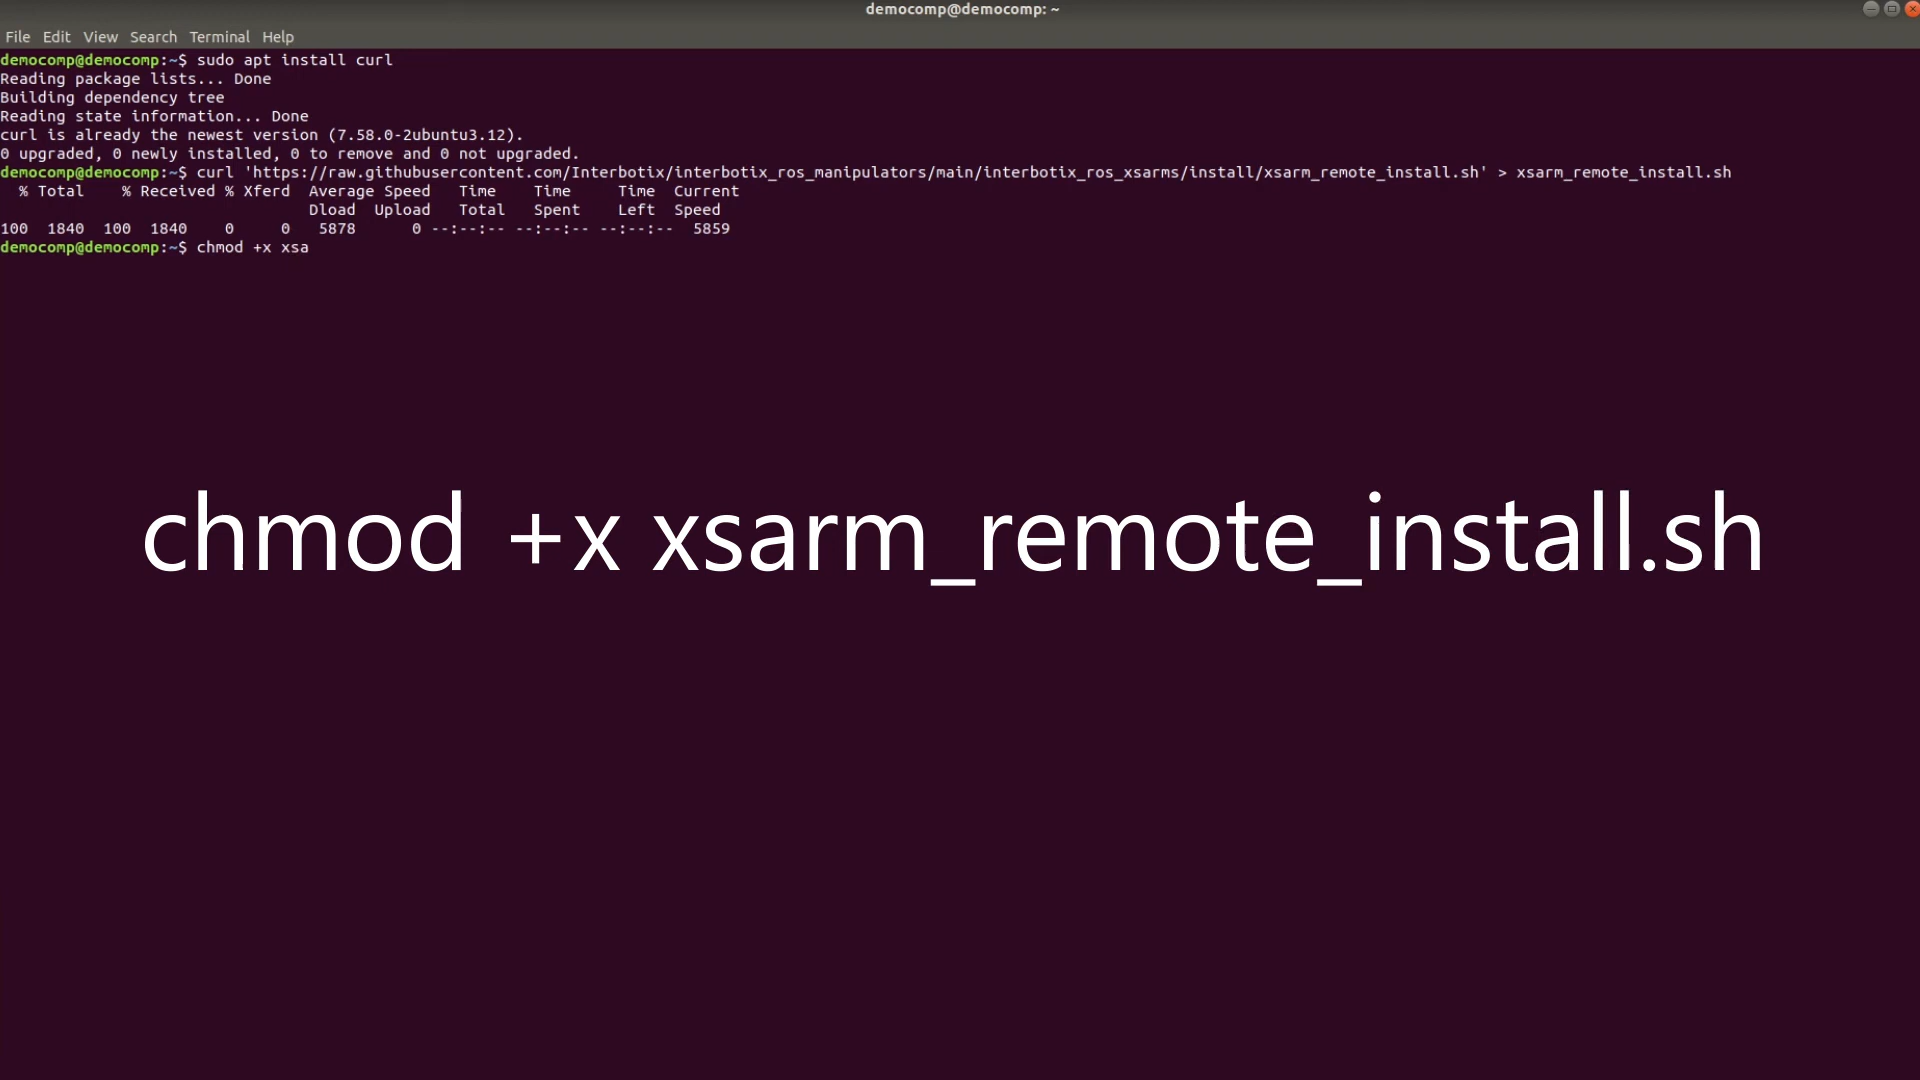 democomp@democomp: ~
File Edit View Search Terminal Help
democomp@democomp:~$ sudo apt install curl
Reading package lists... Done
Building dependency tree
Reading state information... Done
curl is already the newest version (7.58.0-2ubuntu3.12).
0 upgraded, 0 newly installed, 0 to remove and 0 not upgraded.
democomp@democomp:~$ curl 'https://raw.githubusercontent.com/Interbotix/interbotix_ros_manipulators/main/interbotix_ros_xsarms/install/xsarm_remote_install.sh' > xsarm_remote_install.sh
  % Total    % Received % Xferd  Average Speed   Time    Time     Time  Current
                                 Dload  Upload   Total   Spent    Left  Speed
100  1840  100  1840    0     0   5878      0 --:--:-- --:--:-- --:--:--  5859
democomp@democomp:~$ chmod +x xsa
chmod +x xsarm_remote_install.sh